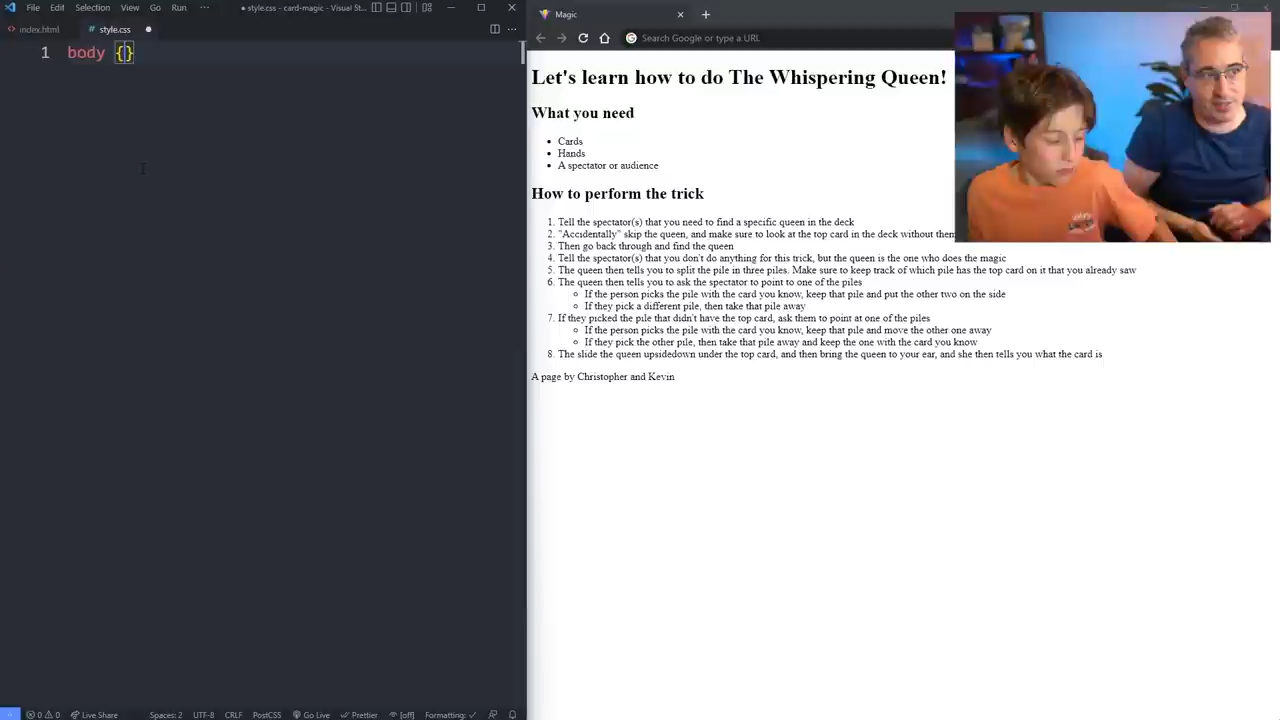 File Edit Selection View Go Run ... ● style.css - card-magic - Visual St...
index.html # style.css ●
1 body {}
Live Share Spaces: 2 UTF-8 CRLF PostCSS Go Live Prettier [off] Formatting: ✓
0 0
Magic
Search Google or type a URL
Let's learn how to do The Whispering Queen!
What you need
• Cards
• Hands
• A spectator or audience
How to perform the trick
1. Tell the spectator(s) that you need to find a specific queen in the deck
2. "Accidentally" skip the queen, and make sure to look at the top card in the deck without them
3. Then go back through and find the queen
4. Tell the spectator(s) that you don't do anything for this trick, but the queen is the one who does the magic
5. The queen then tells you to split the pile in three piles. Make sure to keep track of which pile has the top card on it that you already saw
6. The queen then tells you to ask the spectator to point to one of the piles
○ If the person picks the pile with the card you know, keep that pile and put the other two on the side
○ If they pick a different pile, then take that pile away
7. If they picked the pile that didn't have the top card, ask them to point at one of the piles
○ If the person picks the pile with the card you know, keep that pile and move the other one away
○ If they pick the other pile, then take that pile away and keep the one with the card you know
8. The slide the queen upsidedown under the top card, and then bring the queen to your ear, and she then tells you what the card is
A page by Christopher and Kevin